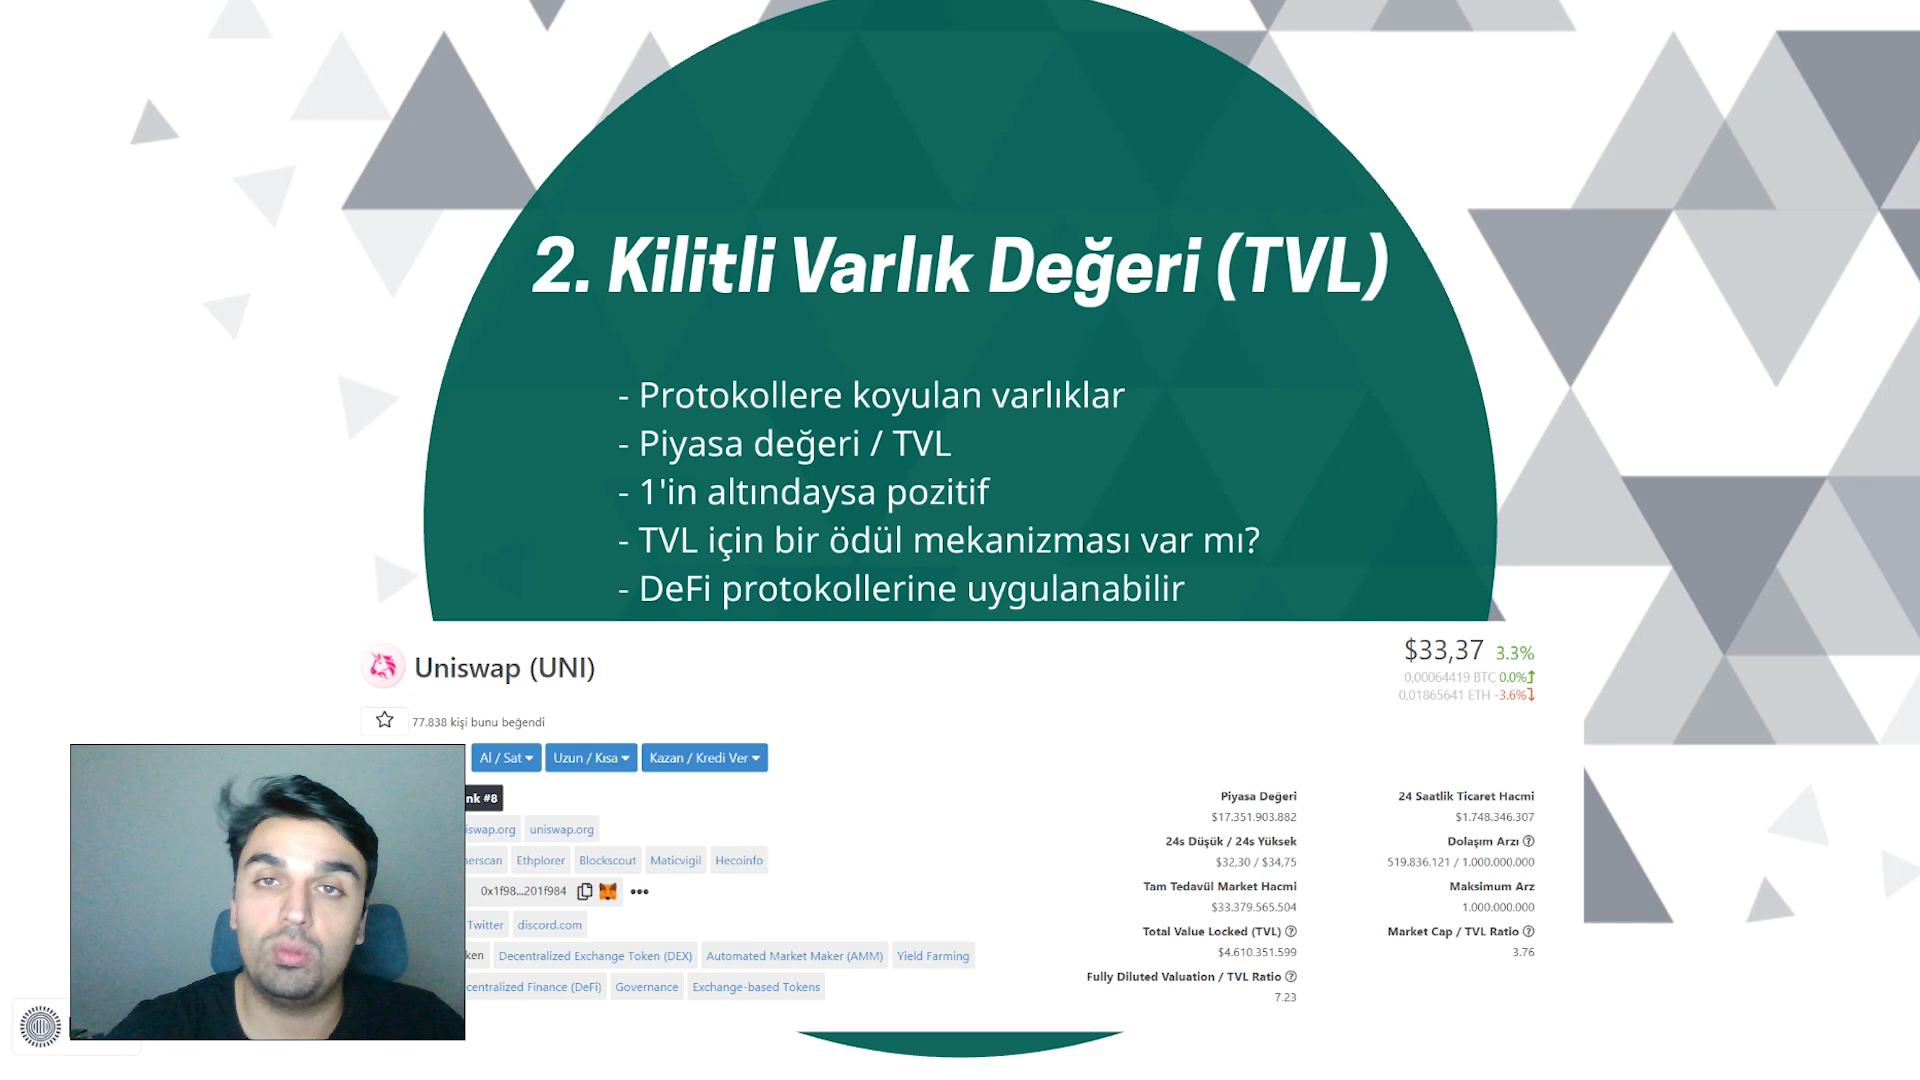 2. Kilitli Varlık Değeri (TVL)
- Protokollere koyulan varlıklar
- Piyasa değeri / TVL
- 1'in altındaysa pozitif
- TVL için bir ödül mekanizması var mı?
- DeFi protokollerine uygulanabilir
Uniswap (UNI)
$33,37 3.3%
0,00064419 BTC 0.0%
0,01865641 ETH -3.6%
77.838 kişi bunu beğendi
Al / Sat Uzun / Kısa Kazan / Kredi Ver
nk #8
iswap.org uniswap.org
herscan Ethplorer Blockscout Maticvigil Hecoinfo
0x1f98...201f984
Twitter discord.com
ken Decentralized Exchange Token (DEX) Automated Market Maker (AMM) Yield Farming
centralized Finance (DeFi) Governance Exchange-based Tokens
Piyasa Değeri
$17.351.903.882
24s Düşük / 24s Yüksek
$32,30 / $34,75
Tam Tedavül Market Hacmi
$33.379.565.504
Total Value Locked (TVL)
$4.610.351.599
Fully Diluted Valuation / TVL Ratio
7.23
24 Saatlik Ticaret Hacmi
$1.748.346.307
Dolaşım Arzı
519.836.121 / 1.000.000.000
Maksimum Arz
1.000.000.000
Market Cap / TVL Ratio
3.76